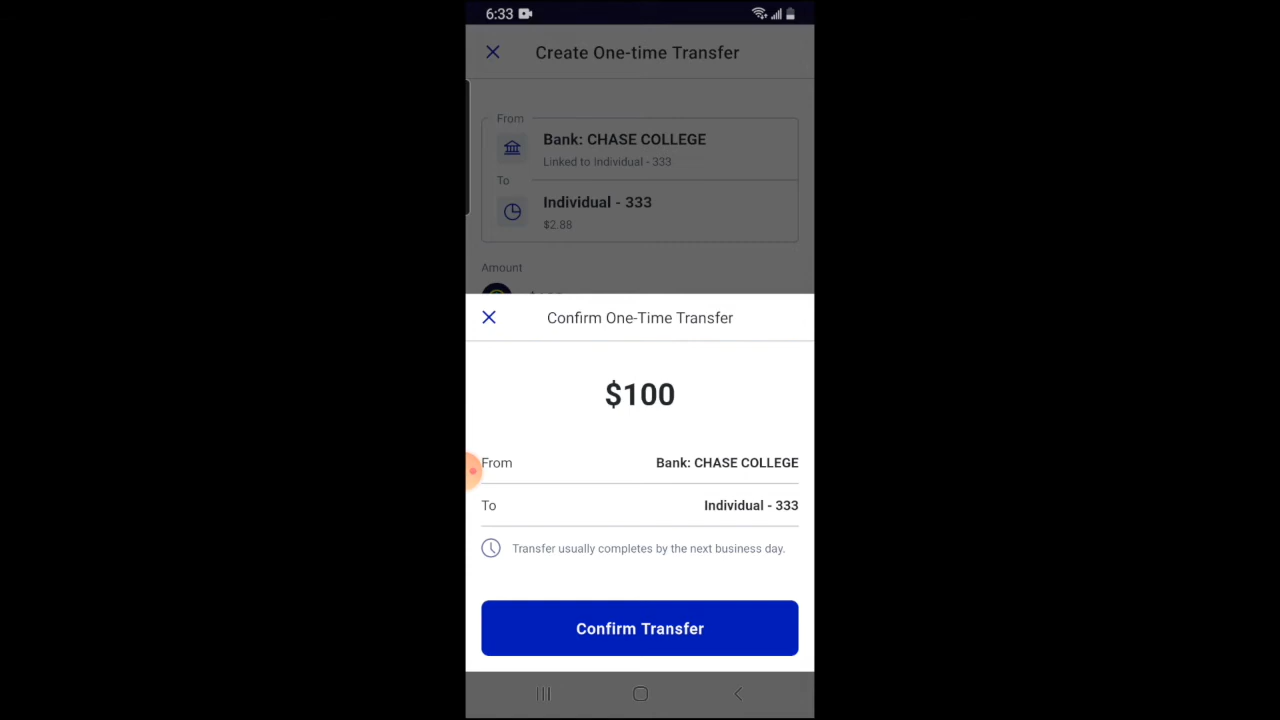 6:33
Create One-time Transfer
From
Bank: CHASE COLLEGE
Linked to Individual - 333
To
Individual - 333
$2.88
Amount
Confirm One-Time Transfer
$100
From Bank: CHASE COLLEGE
To Individual - 333
Transfer usually completes by the next business day.
Confirm Transfer